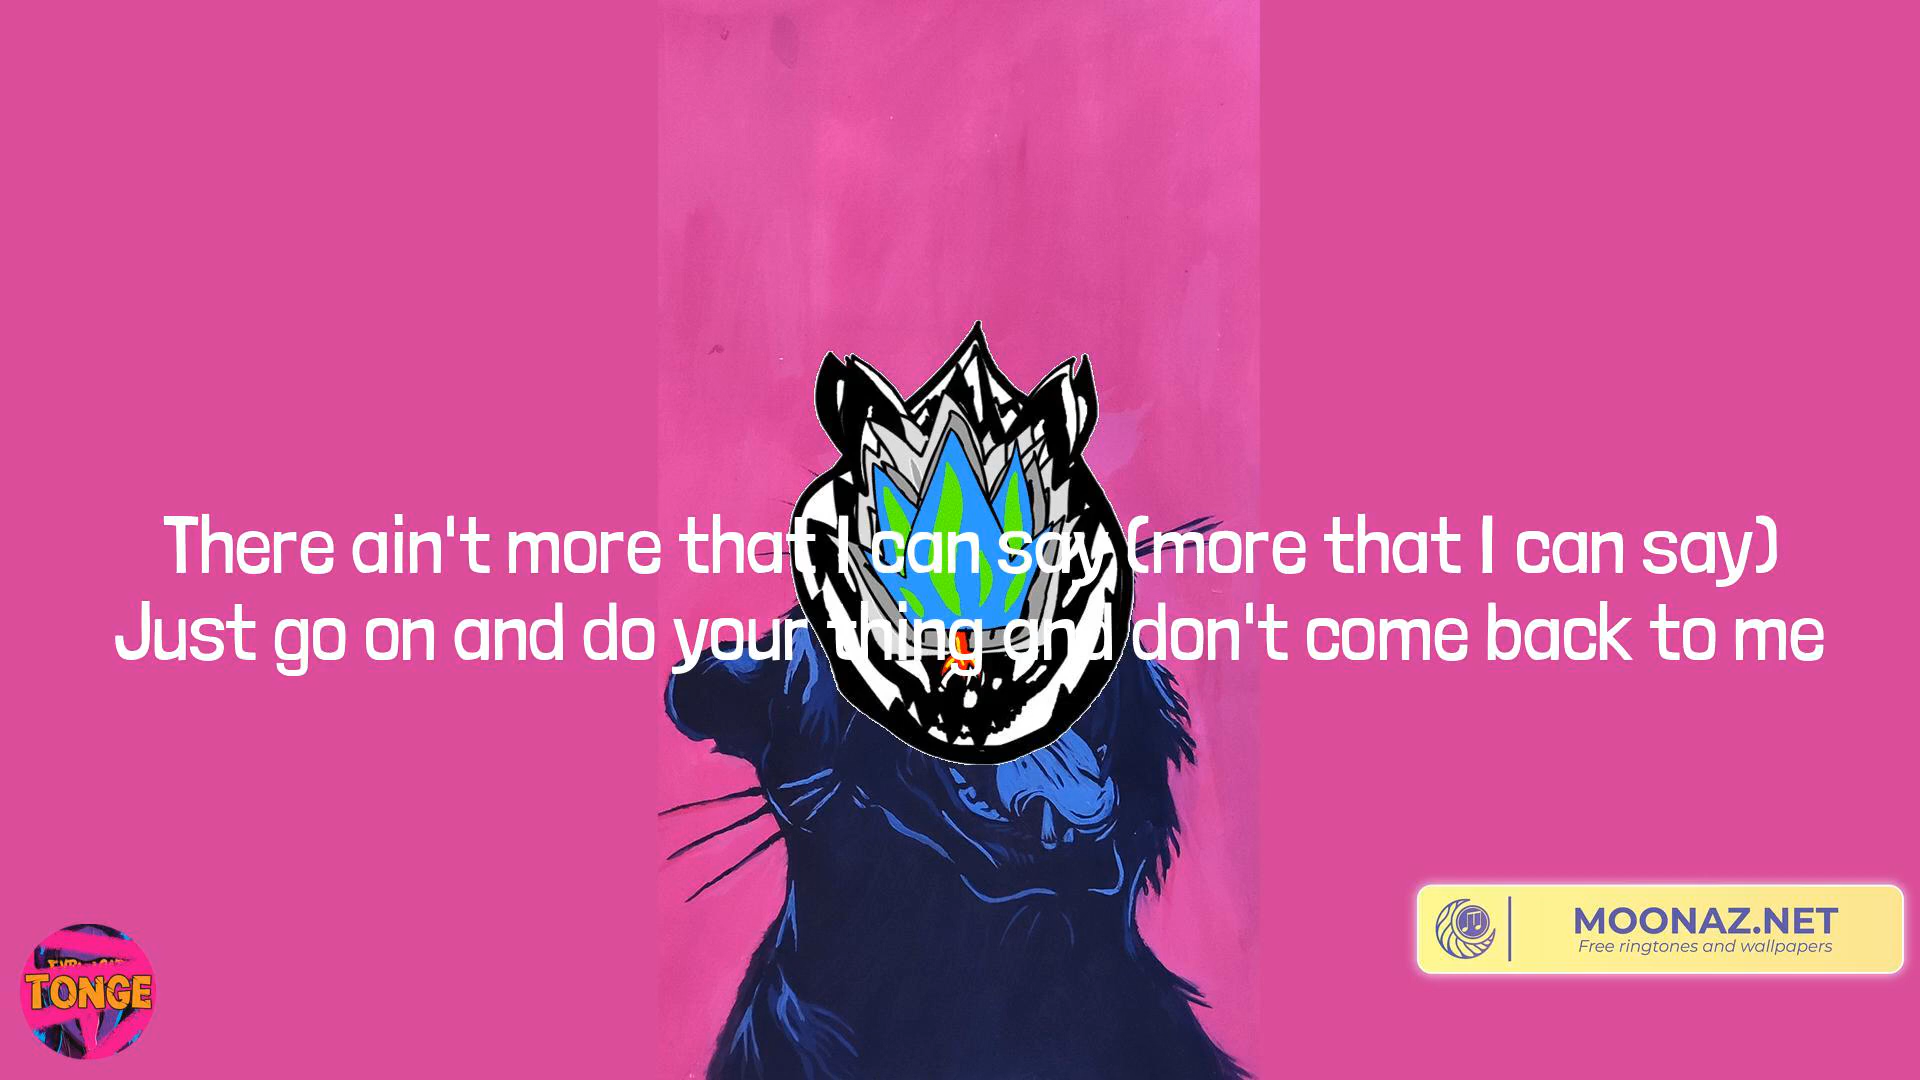 There ain't more that I can say (more that I can say)
Just go on and do your thing and don't come back to me
MOONAZ.NET
Free ringtones and wallpapers
TONGE